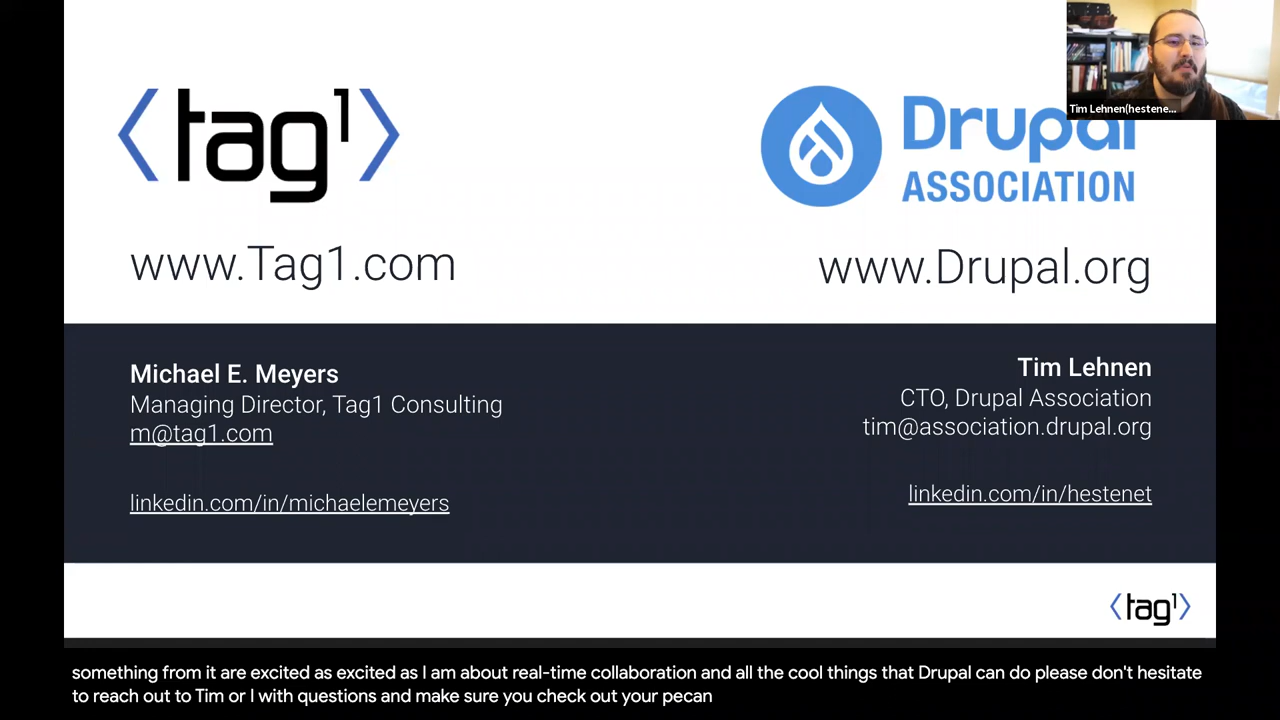 <tag1>
Drupal
ASSOCIATION
Tim Lehnen(hestene...
www.Tag1.com
www.Drupal.org
Michael E. Meyers
Managing Director, Tag1 Consulting
m@tag1.com
linkedin.com/in/michaelemeyers
Tim Lehnen
CTO, Drupal Association
tim@association.drupal.org
linkedin.com/in/hestenet
<tag1>
something from it are excited as excited as I am about real-time collaboration and all the cool things that Drupal can do please don't hesitate
to reach out to Tim or I with questions and make sure you check out your pecan